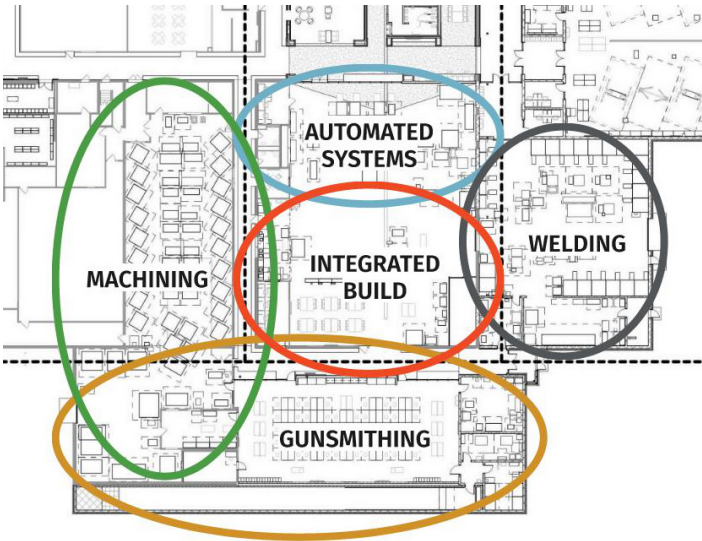 AUTOMATED
SYSTEMS
WELDING
MACHINING
INTEGRATED
BUILD
GUNSMITHING